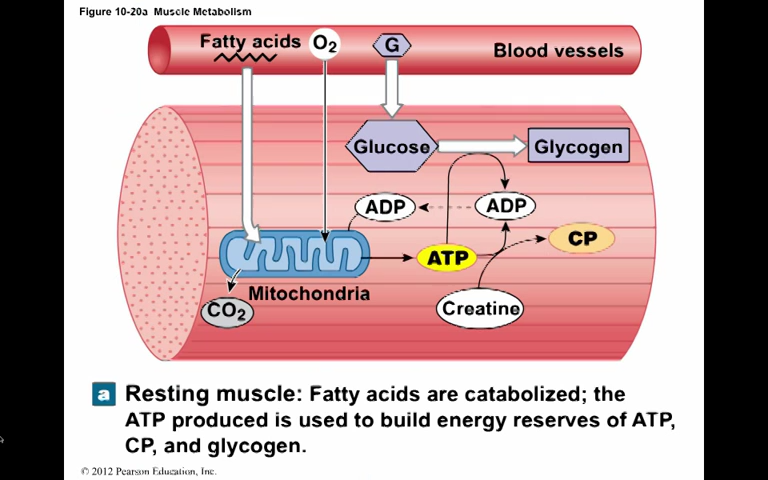 Figure 10-20a Muscle Metabolism
Fatty acids O2 G Blood vessels
Glucose Glycogen
ADP ADP
ATP CP
Mitochondria
CO2 Creatine
a Resting muscle: Fatty acids are catabolized; the
ATP produced is used to build energy reserves of ATP,
CP, and glycogen.
© 2012 Pearson Education, Inc.